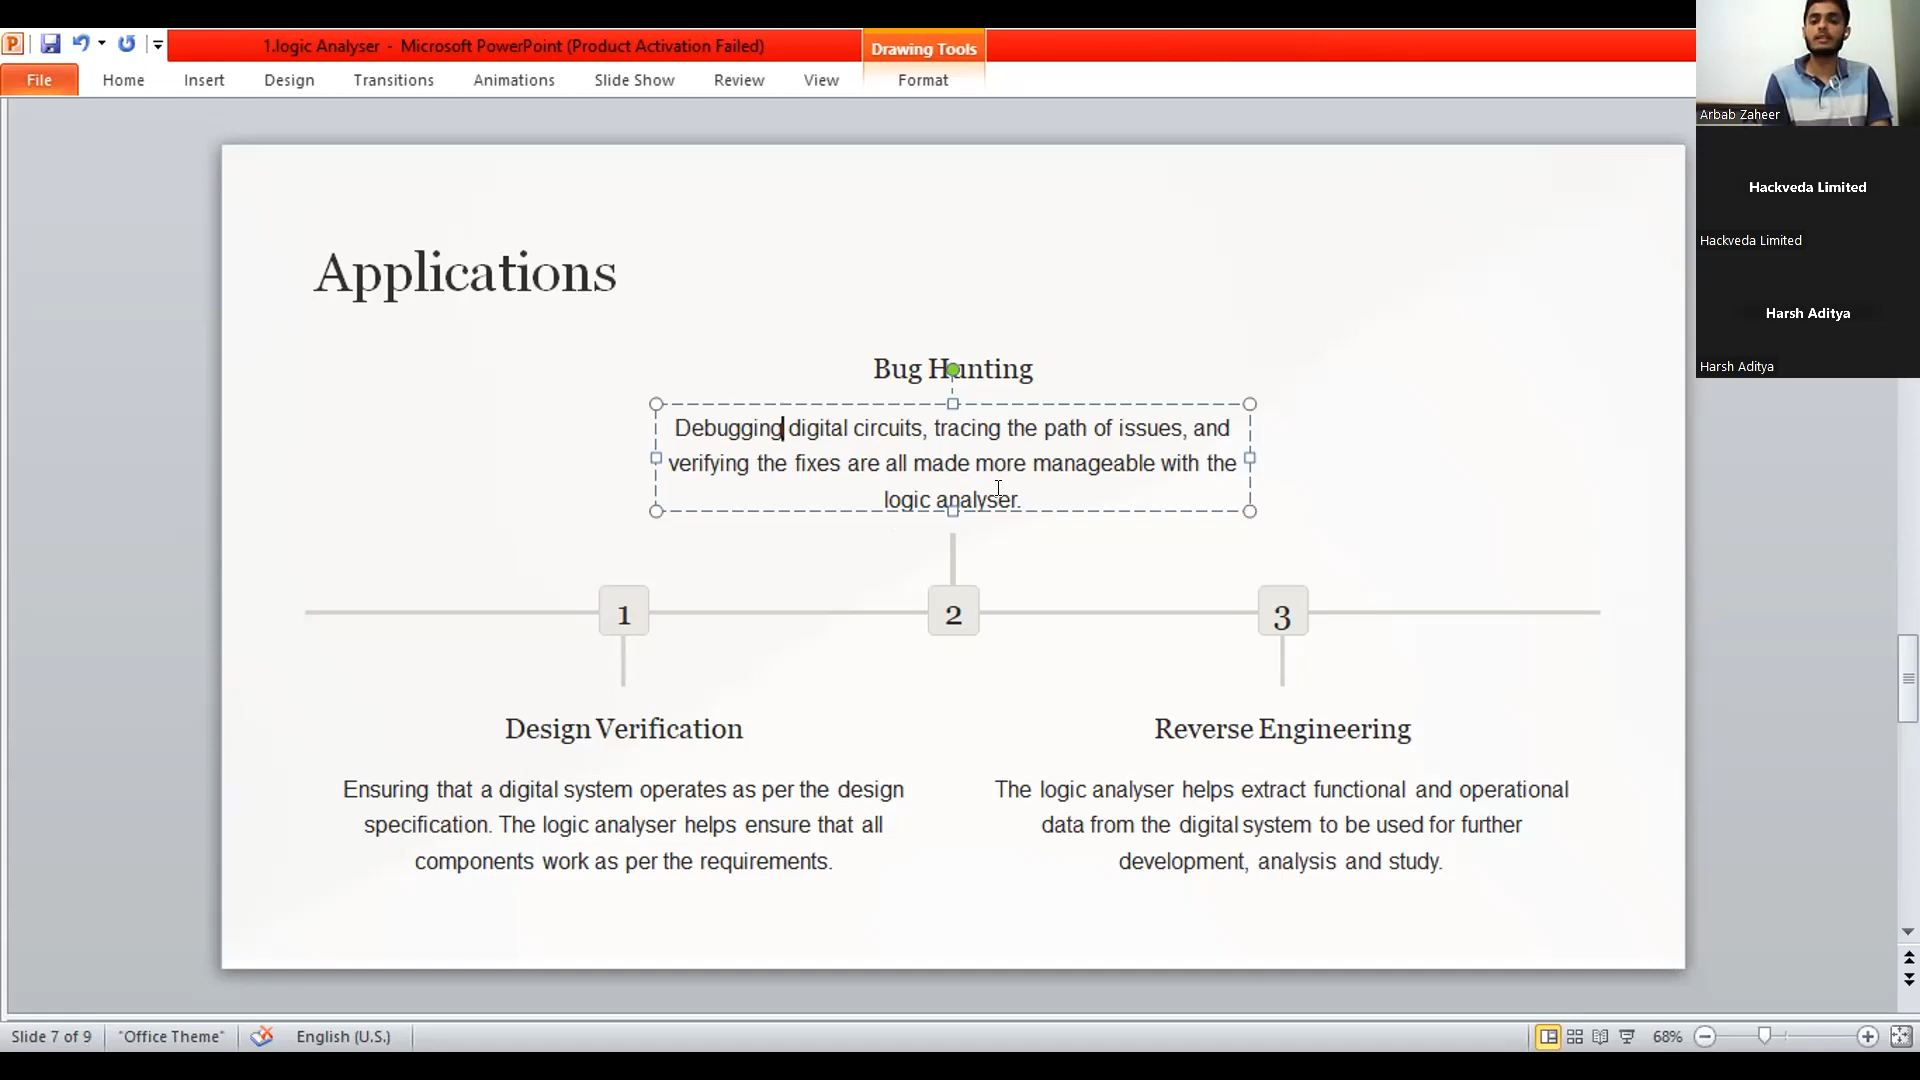 1.logic Analyser - Microsoft PowerPoint (Product Activation Failed)
Drawing Tools
File Home Insert Design Transitions Animations Slide Show Review View Format
Arbab Zaheer
Hackveda Limited
Hackveda Limited
Harsh Aditya
Harsh Aditya
Applications
Bug Hunting
Debugging digital circuits, tracing the path of issues, and
verifying the fixes are all made more manageable with the
logic analyser.
1 2 3
Design Verification
Ensuring that a digital system operates as per the design
specification. The logic analyser helps ensure that all
components work as per the requirements.
Reverse Engineering
The logic analyser helps extract functional and operational
data from the digital system to be used for further
development, analysis and study.
Slide 7 of 9 "Office Theme" English (U.S.) 68%